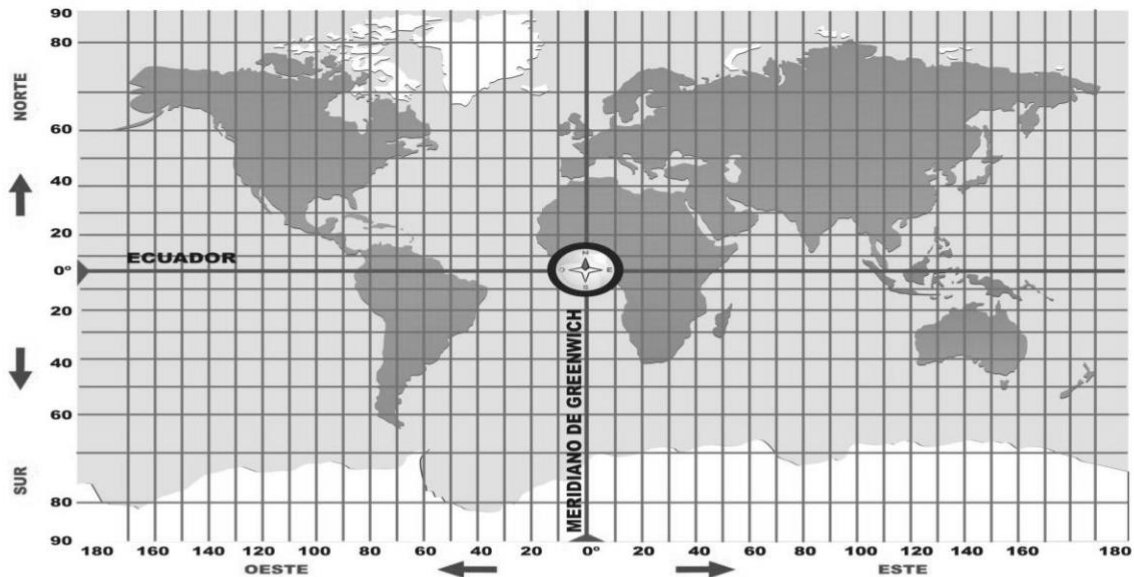 90
80
NORTE
60
40
20
ECUADOR
0º
20
40
60
SUR
80
90
N
O
E
S
MERIDIANO DE GREENWICH
180 160 140 120 100 80 60 40 20 0º 20 40 60 80 100 120 140 160 180
OESTE
ESTE